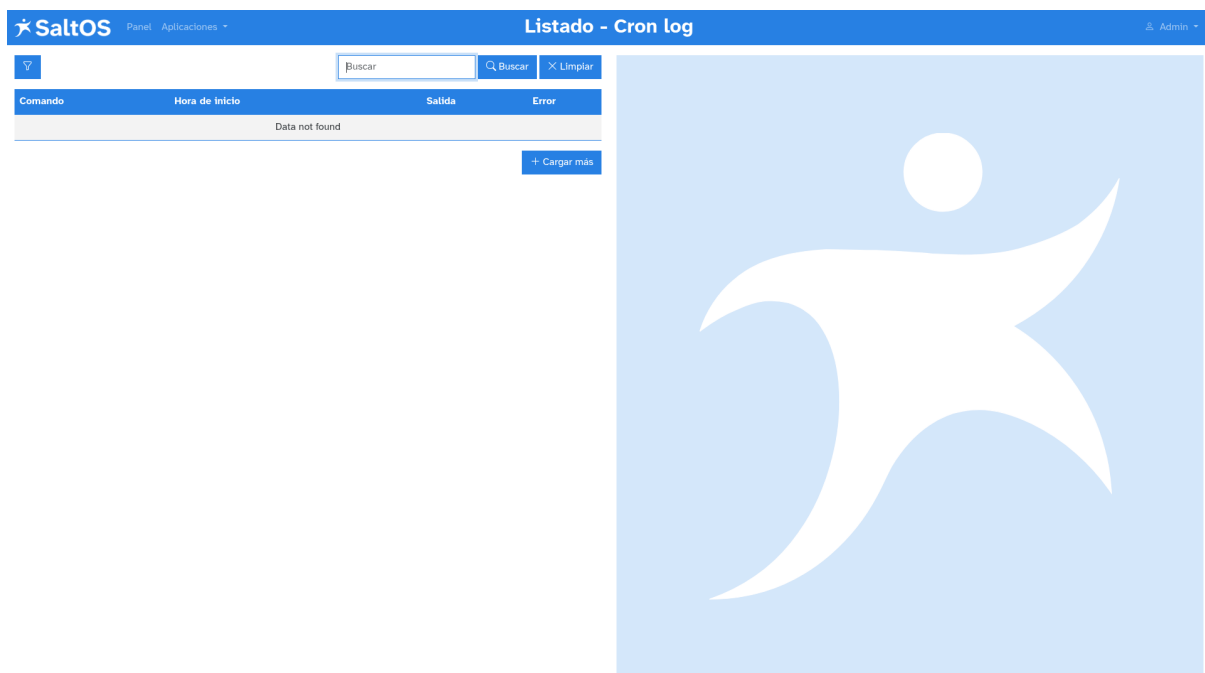 SaltOS Panel Aplicaciones Listado - Cron log Admin
Buscar Buscar Limpiar
Comando Hora de inicio Salida Error
Data not found
+ Cargar más